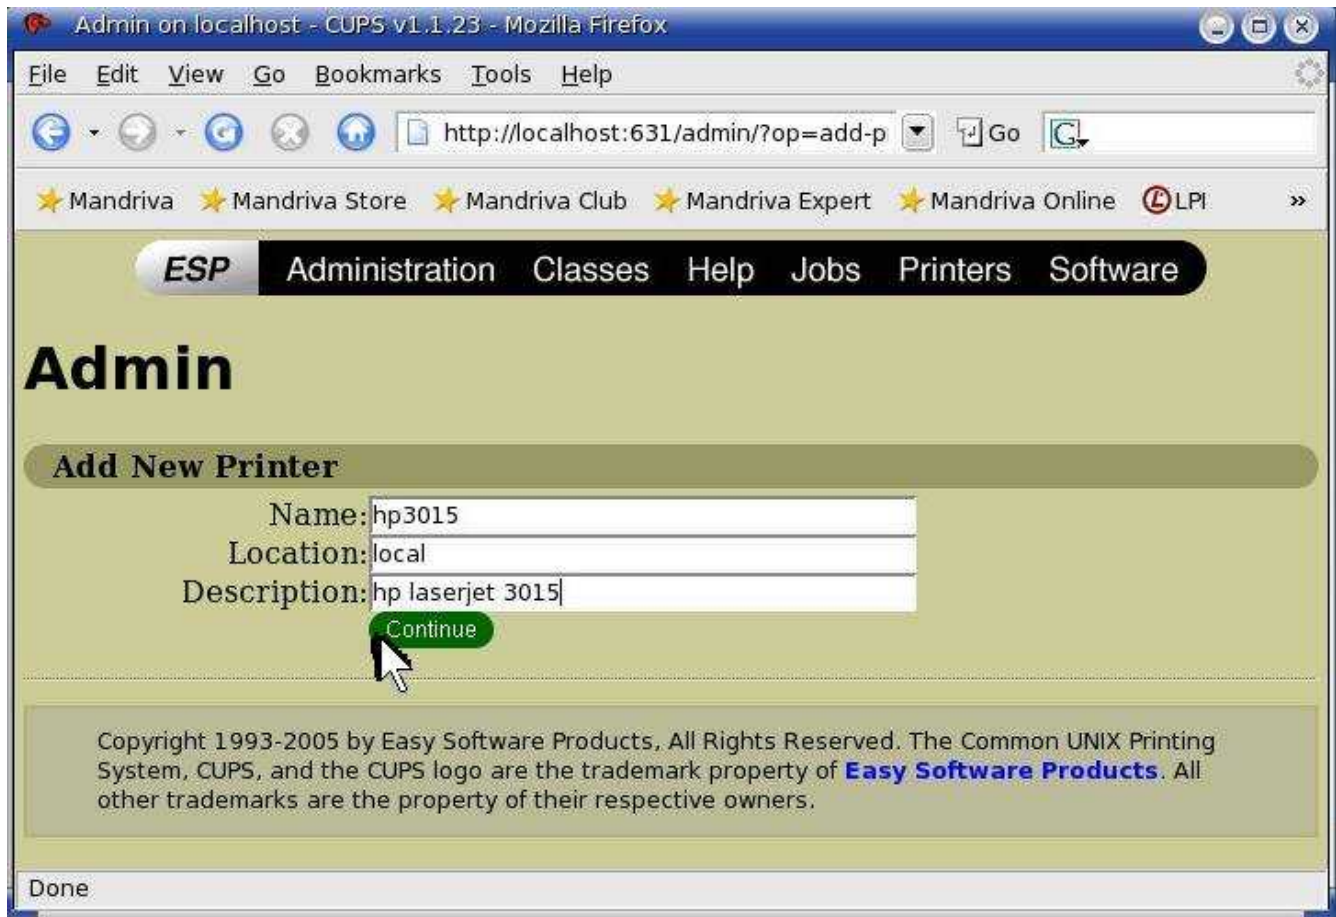 Admin on localhost - CUPS v1.1.23 - Mozilla Firefox
File Edit View Go Bookmarks Tools Help
http://localhost:631/admin/?op=add-p Go G
Mandriva Mandriva Store Mandriva Club Mandriva Expert Mandriva Online LPI »
ESP Administration Classes Help Jobs Printers Software
Admin
Add New Printer
Name: hp3015
Location: local
Description: hp laserjet 3015
Continue
Copyright 1993-2005 by Easy Software Products, All Rights Reserved. The Common UNIX Printing
System, CUPS, and the CUPS logo are the trademark property of Easy Software Products. All
other trademarks are the property of their respective owners.
Done